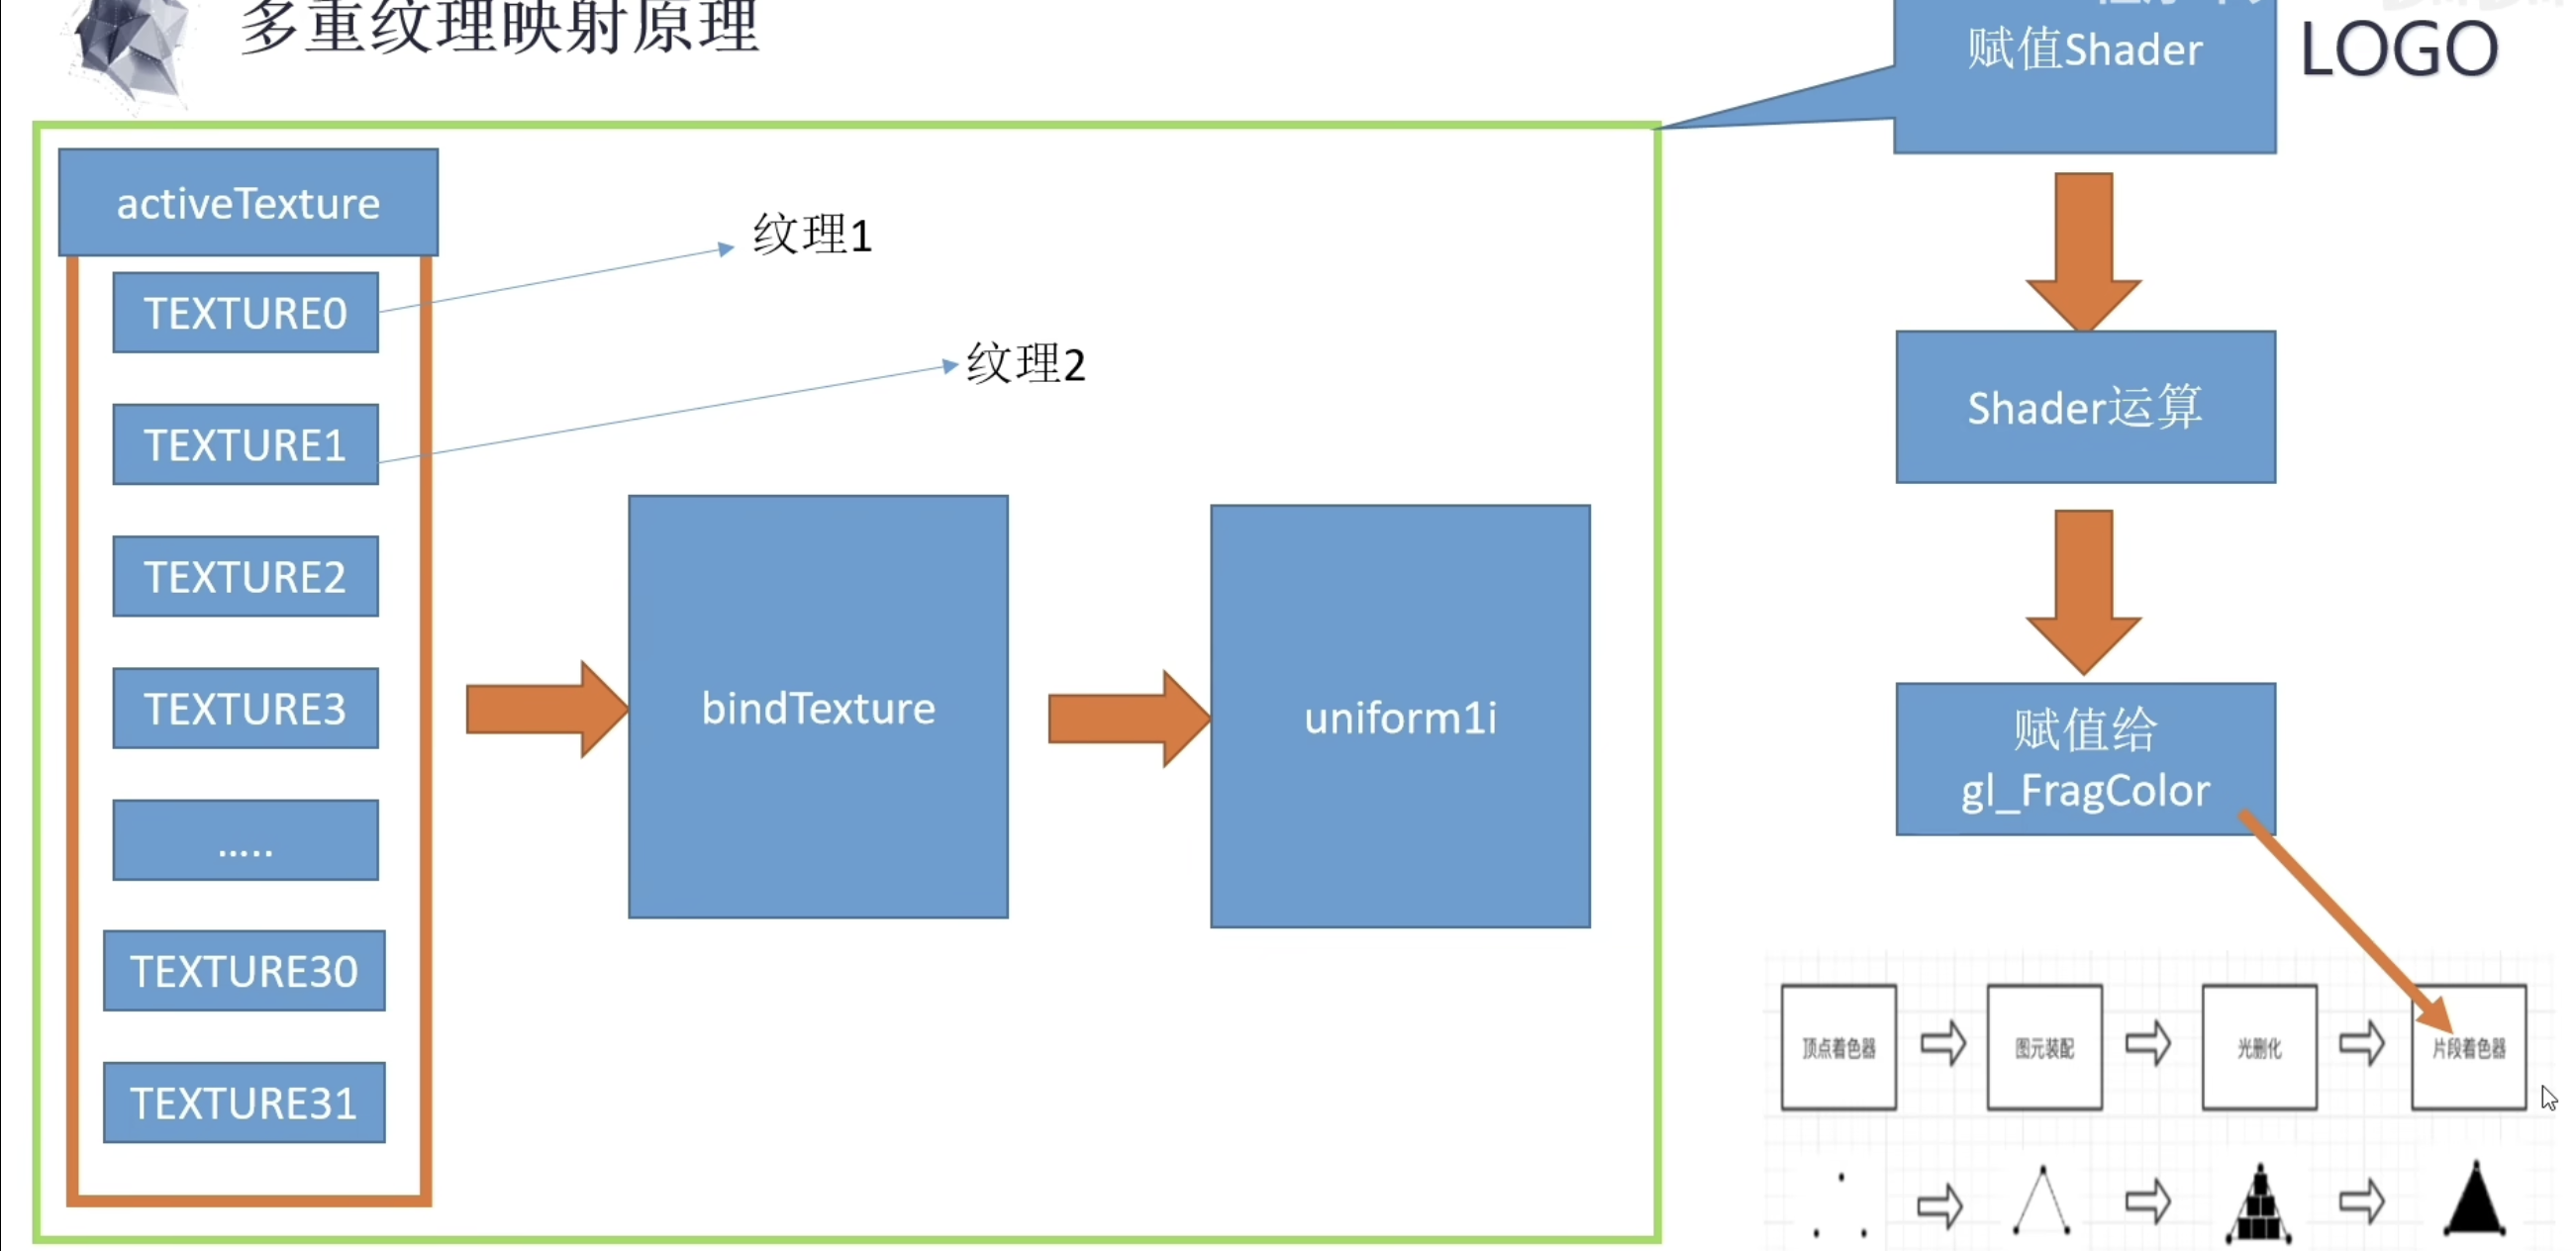 多重纹理映射原理
赋值Shader
LOGO
activeTexture
TEXTURE0
TEXTURE1
TEXTURE2
TEXTURE3
.....
TEXTURE30
TEXTURE31
纹理1
纹理2
bindTexture
uniform1i
Shader运算
赋值给
gl_FragColor
顶点着色器
图元装配
光删化
片段着色器